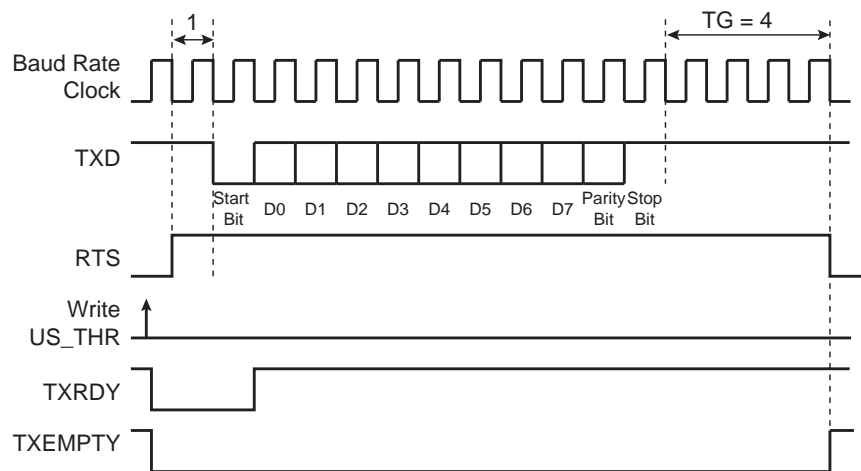 1
TG = 4
Baud Rate
Clock
TXD
Start
Bit
D0
D1
D2
D3
D4
D5
D6
D7
Parity
Bit
Stop
Bit
RTS
Write
US_THR
TXRDY
TXEMPTY